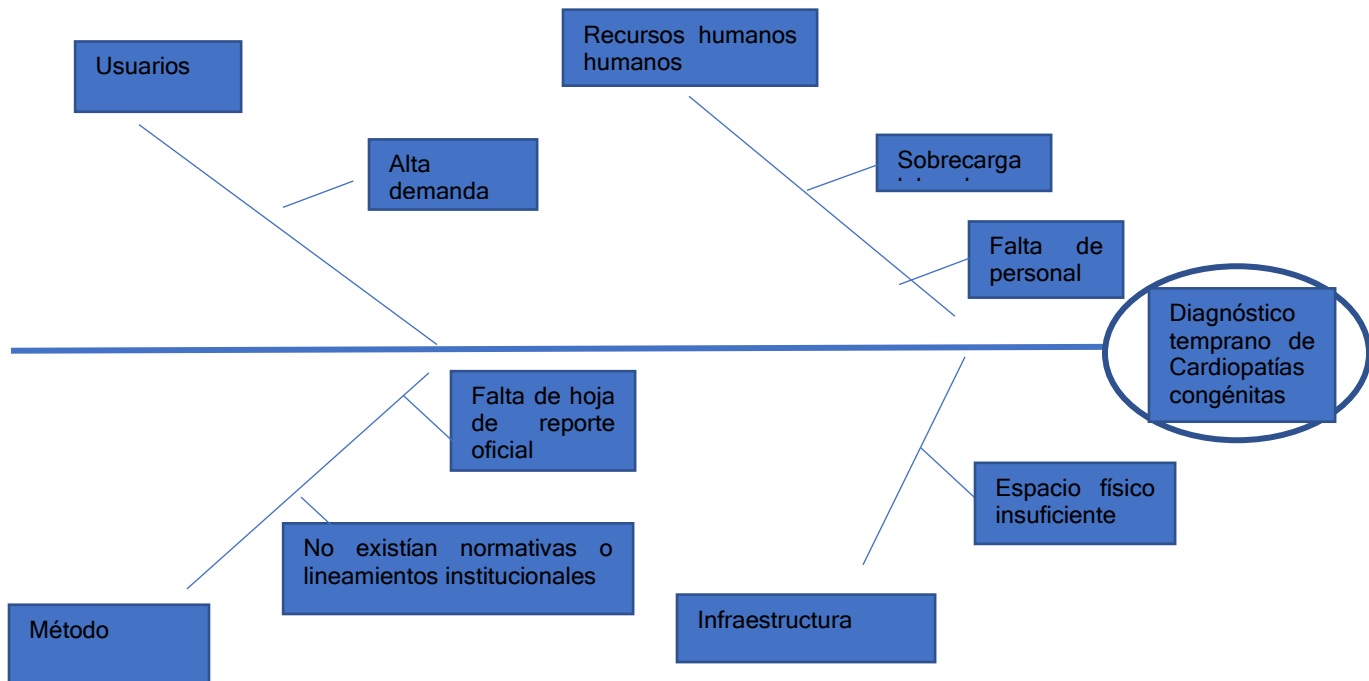 Recursos humanos
humanos
Usuarios
Alta
demanda
Sobrecarga
Falta de
personal
Diagnóstico
temprano de
Cardiopatías
congénitas
Falta de hoja
de reporte
oficial
Espacio físico
insuficiente
No existían normativas o
lineamientos institucionales
Método
Infraestructura